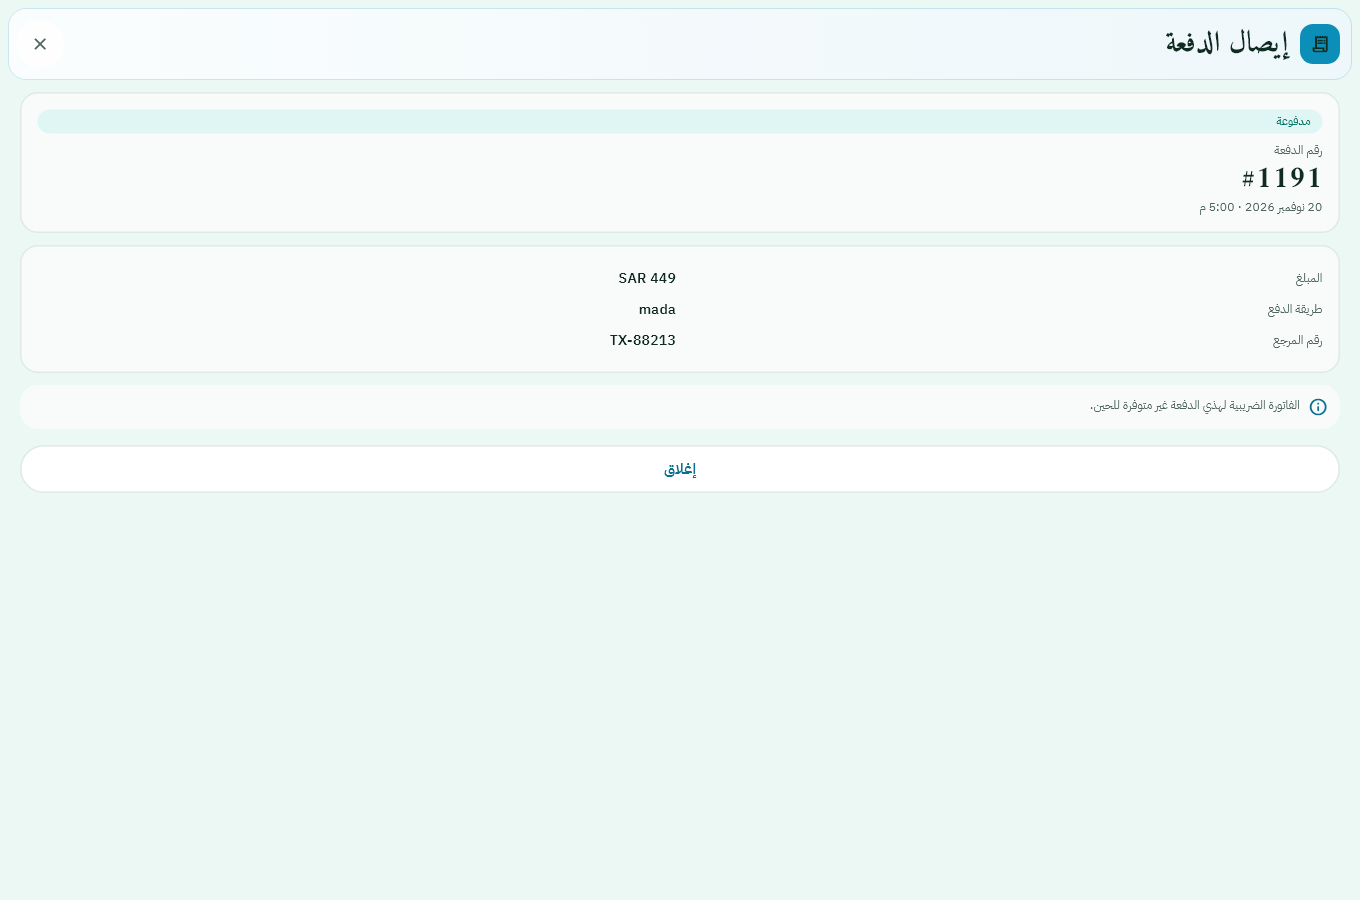 إيصال الدفعة
مدفوعة
رقم الدفعة
#1191
20 نوفمبر 2026 · 5:00 م
المبلغ
SAR 449
طريقة الدفع
mada
رقم المرجع
TX-88213
الفاتورة الضريبية لهذي الدفعة غير متوفرة للحين.
إغلاق